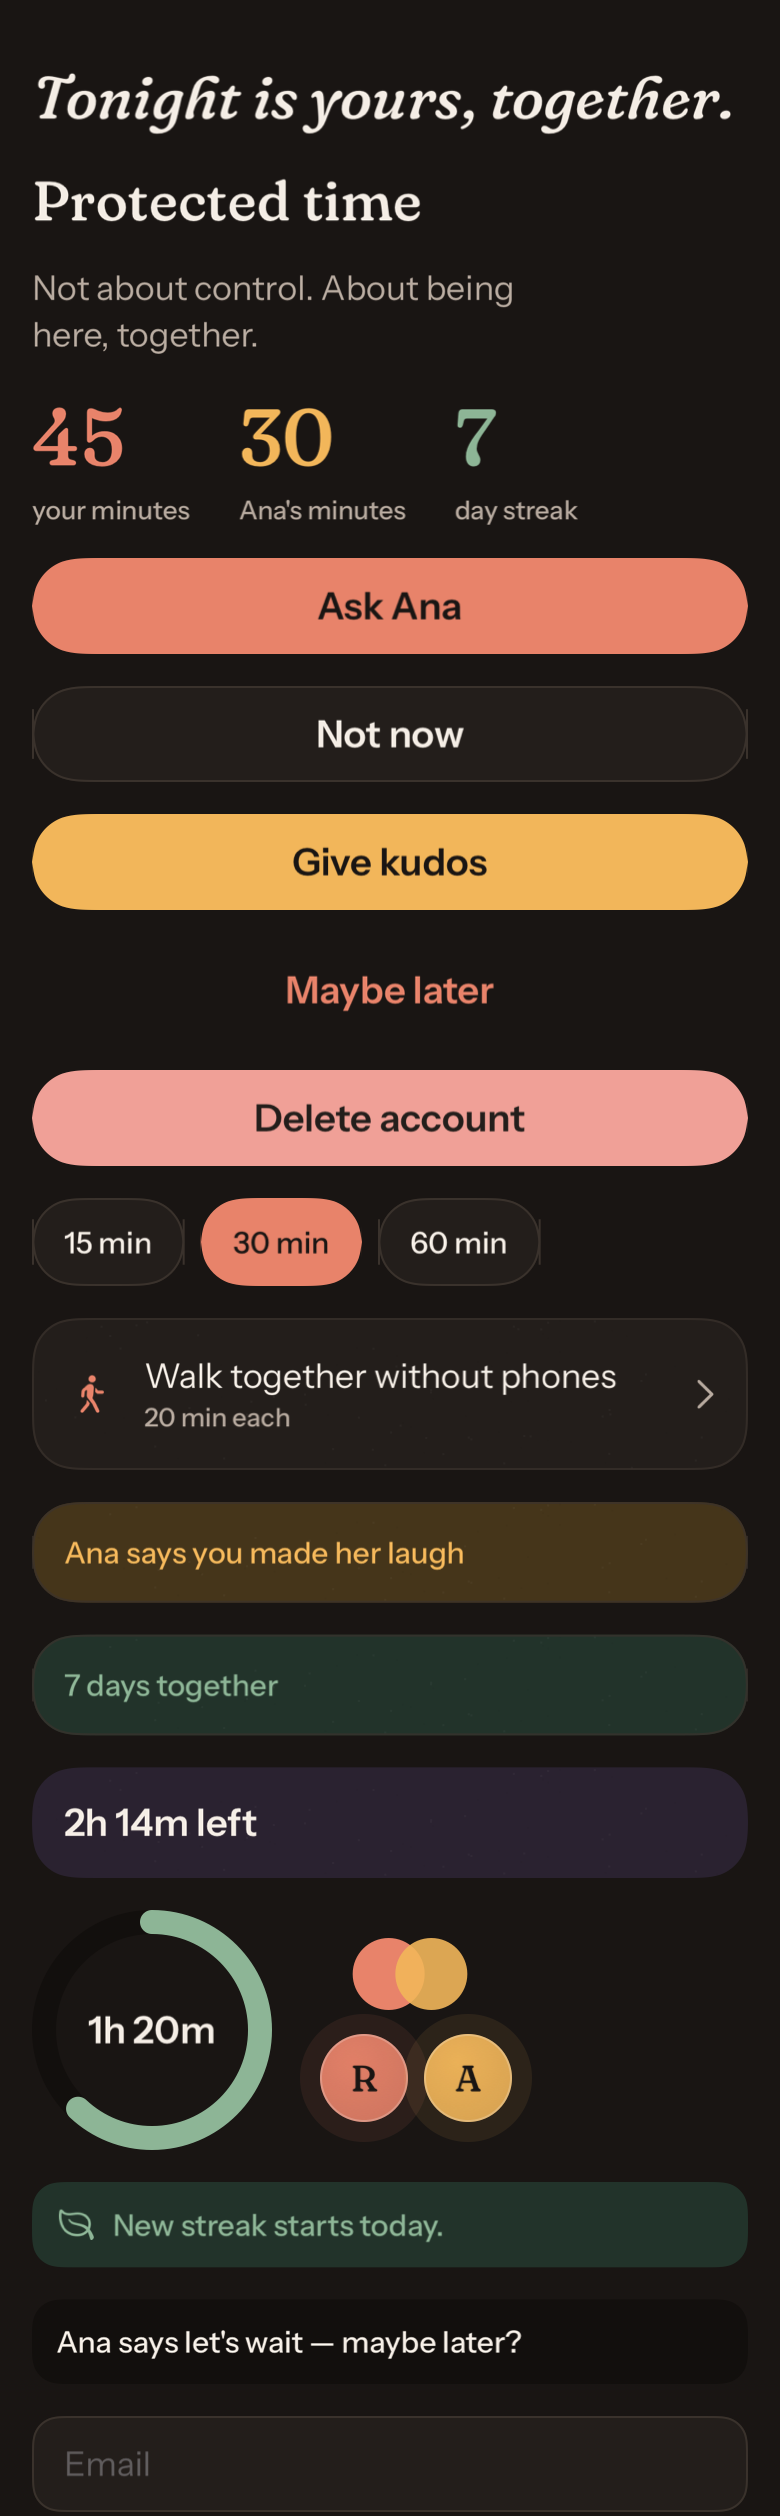 Tonight is yours, together.
Protected time
Not about control. About being
here, together.
45
your minutes
30
Ana's minutes
7
day streak
Ask Ana
Not now
Give kudos
Maybe later
Delete account
15 min
30 min
60 min
Walk together without phones
20 min each
Ana says you made her laugh
7 days together
2h 14m left
1h 20m
R
A
New streak starts today.
Ana says let's wait — maybe later?
Email